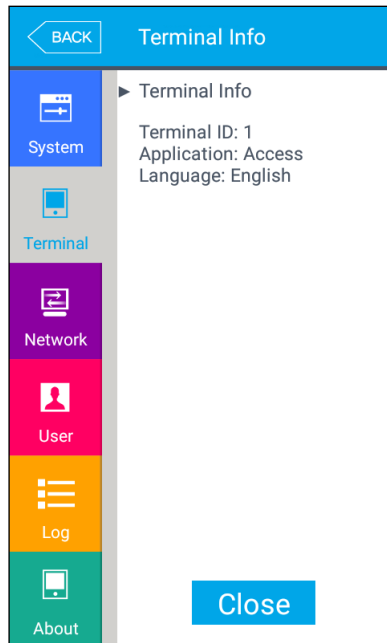 BACK
Terminal Info
System
Terminal
Network
User
Log
About
► Terminal Info
Terminal ID: 1
Application: Access
Language: English
Close